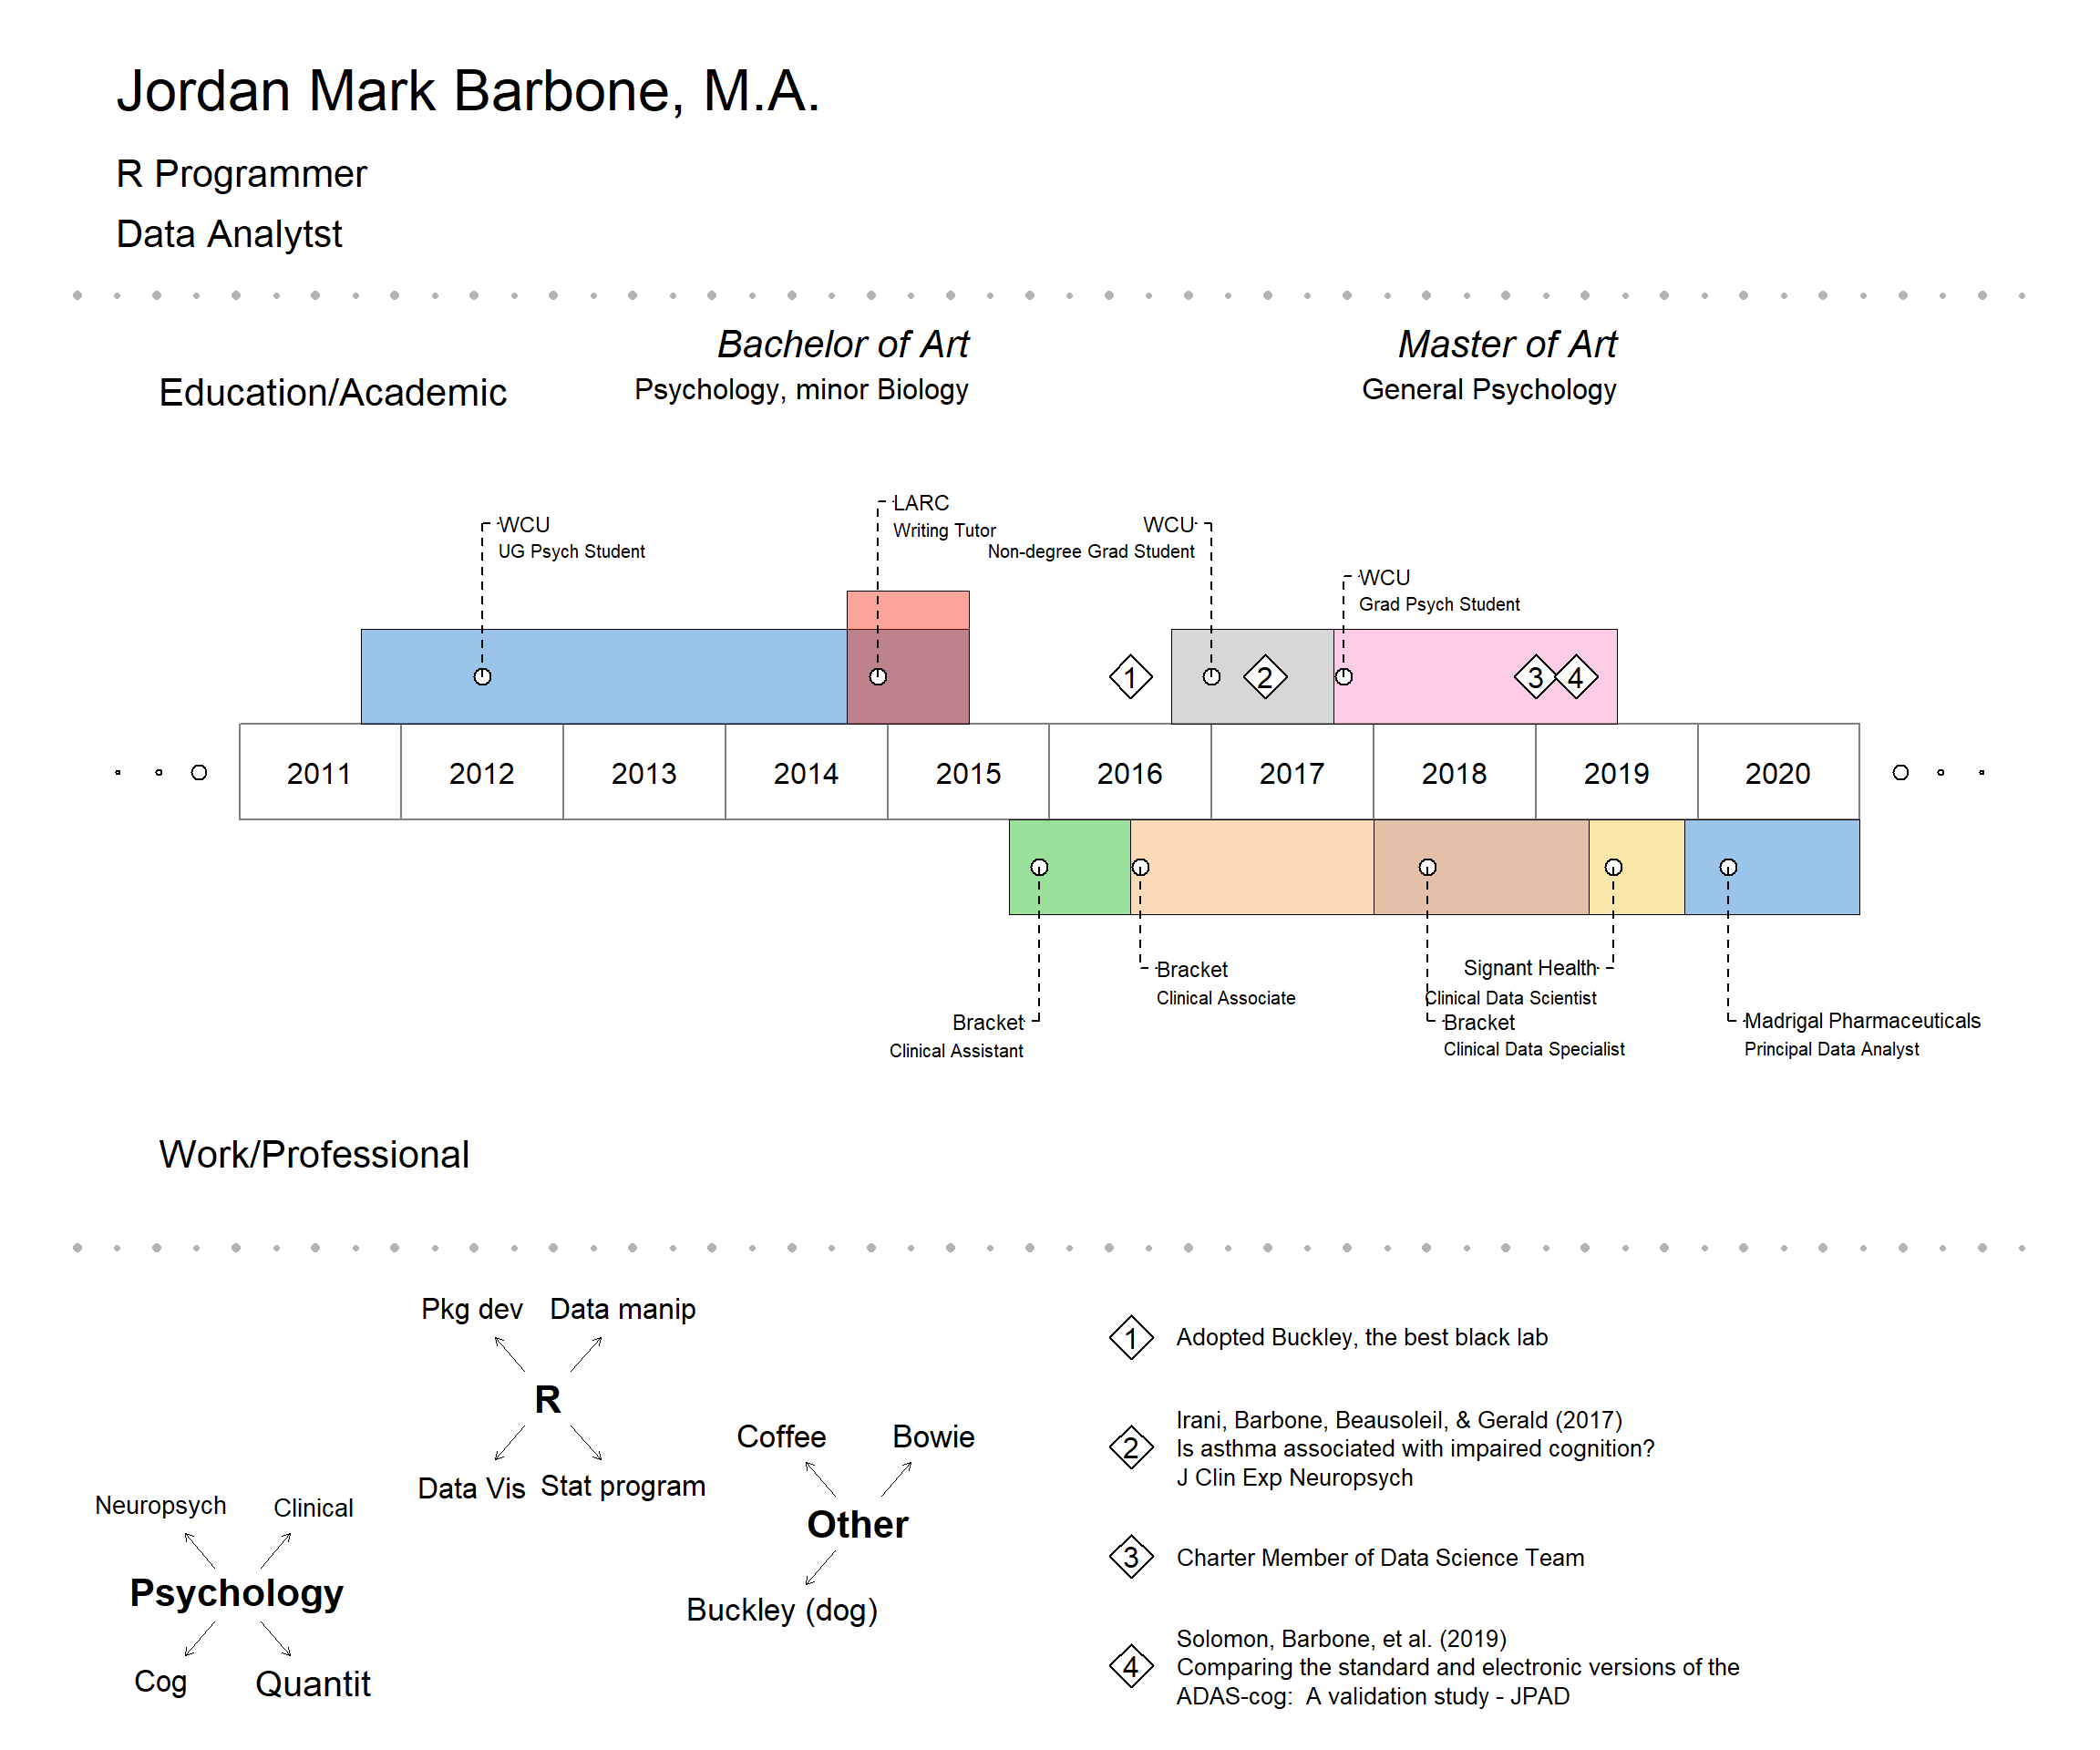 Jordan Mark Barbone, M.A.
R Programmer
Data Analytst
Bachelor of Art
Psychology, minor Biology
Master of Art
General Psychology
Education/Academic
WCU
UG Psych Student
LARC
Writing Tutor
WCU
Non-degree Grad Student
WCU
Grad Psych Student
1
2
3
4
2011
2012
2013
2014
2015
2016
2017
2018
2019
2020
Bracket
Clinical Assistant
Bracket
Clinical Associate
Signant Health
Clinical Data Scientist
Bracket
Clinical Data Specialist
Madrigal Pharmaceuticals
Principal Data Analyst
Work/Professional
Pkg dev
Data manip
R
Data Vis
Stat program
Neuropsych
Clinical
Psychology
Cog
Quantit
Coffee
Bowie
Other
Buckley (dog)
1
Adopted Buckley, the best black lab
2
Irani, Barbone, Beausoleil, & Gerald (2017)
Is asthma associated with impaired cognition?
J Clin Exp Neuropsych
3
Charter Member of Data Science Team
4
Solomon, Barbone, et al. (2019)
Comparing the standard and electronic versions of the
ADAS-cog:  A validation study - JPAD